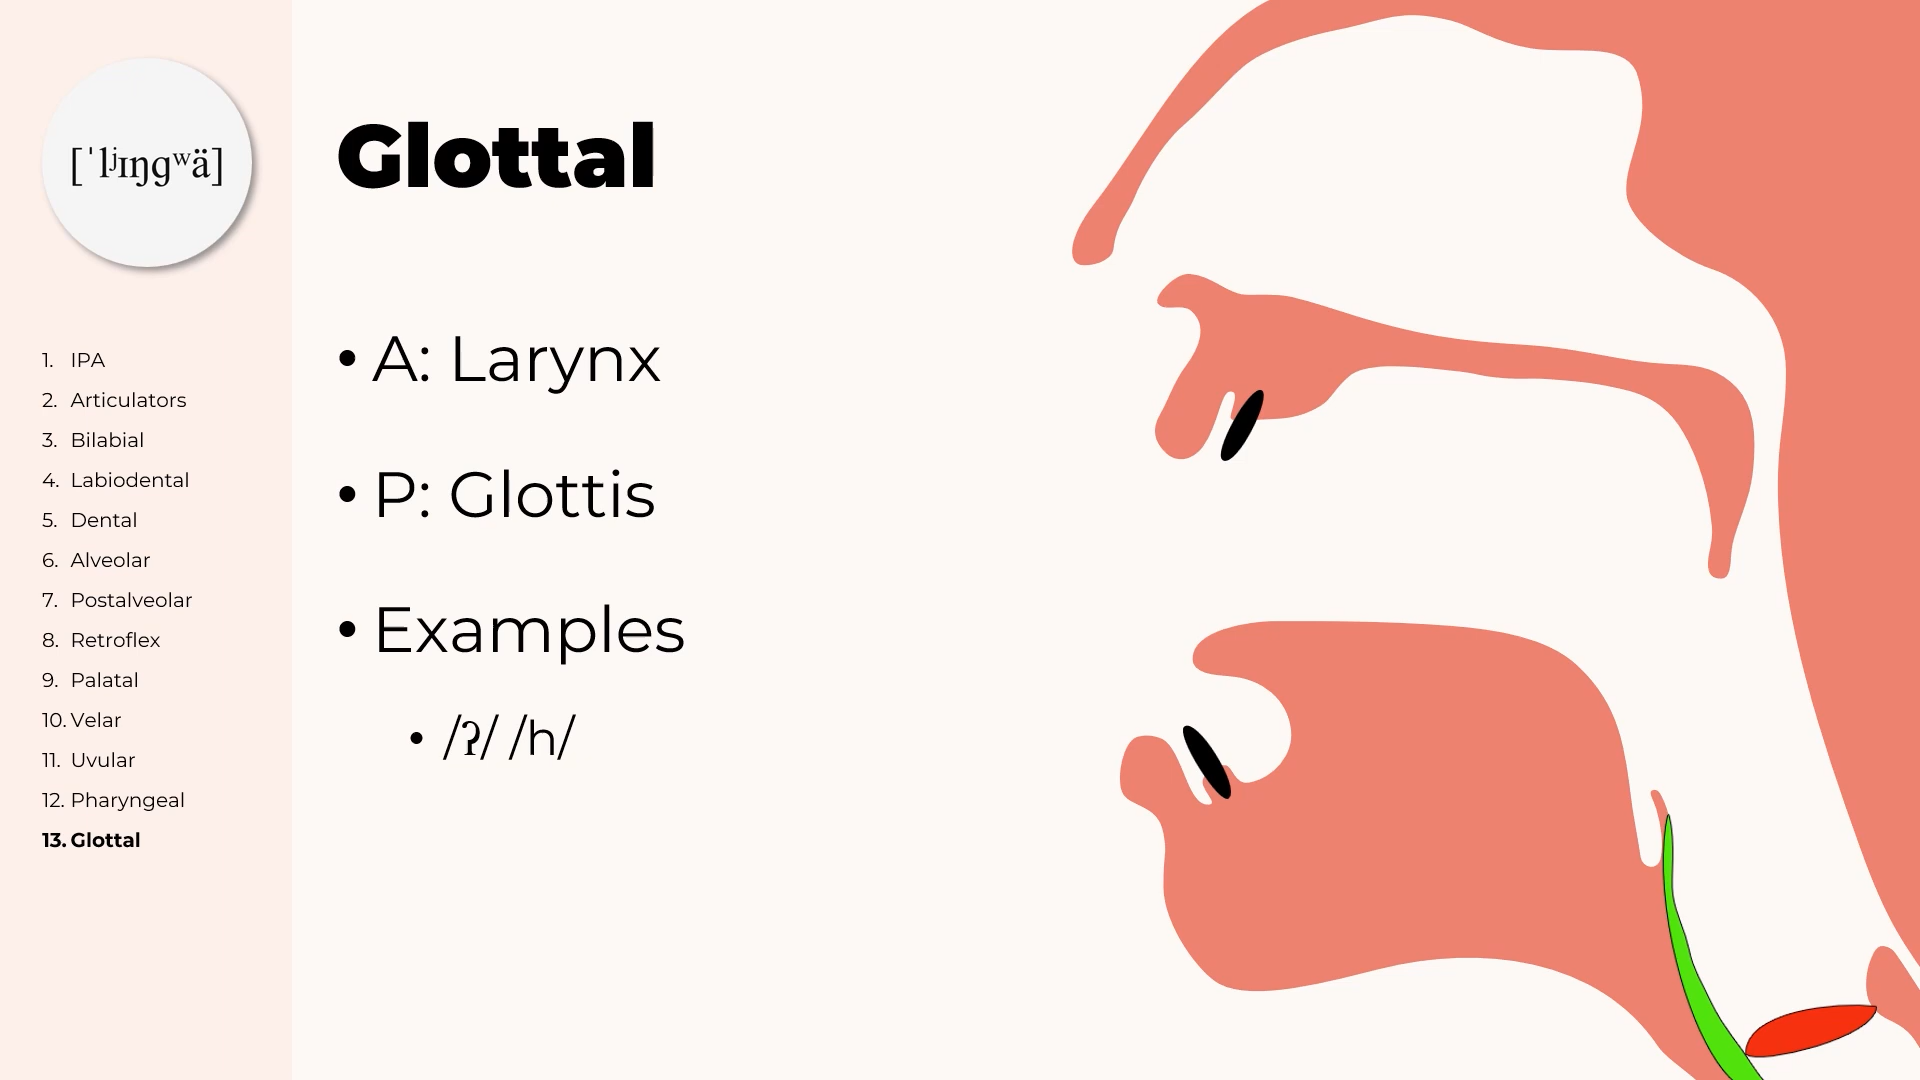 [ˈlʲɪŋɡʷä]
1. IPA
2. Articulators
3. Bilabial
4. Labiodental
5. Dental
6. Alveolar
7. Postalveolar
8. Retroflex
9. Palatal
10. Velar
11. Uvular
12. Pharyngeal
13. Glottal
Glottal
• A: Larynx
• P: Glottis
• Examples
• /ʔ/ /h/